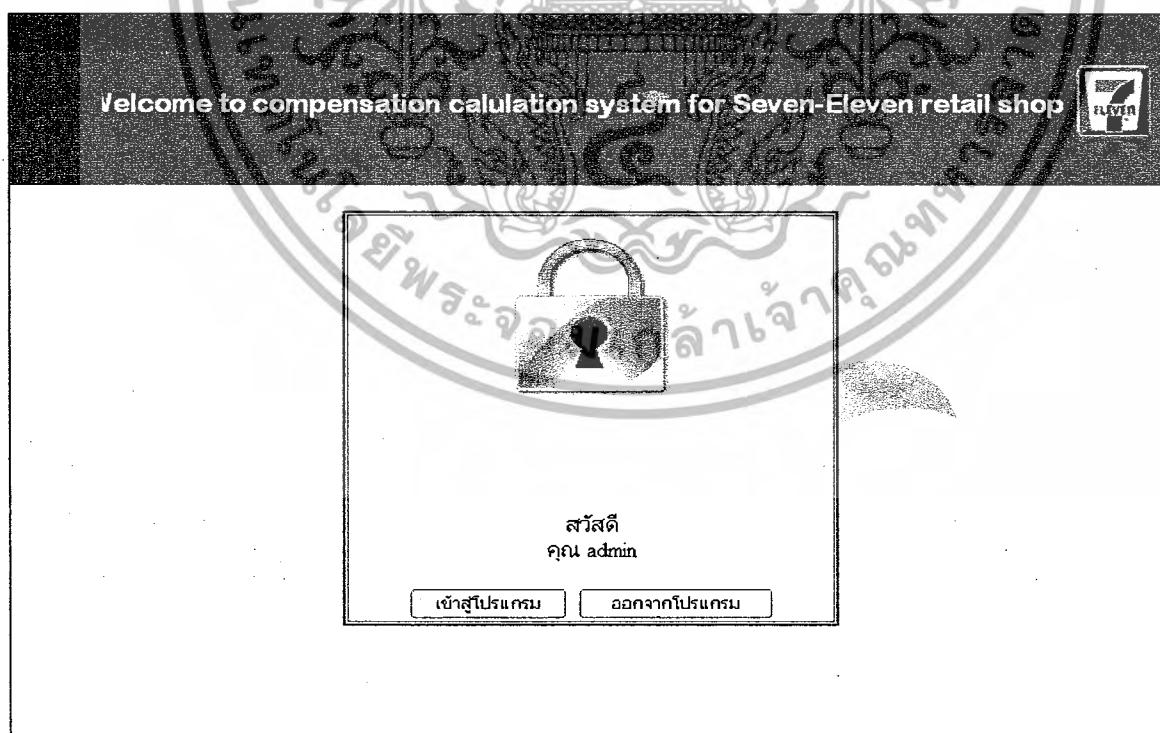 Velcome to compensation calulation system for Seven-Eleven retail shop
ELEVEN
สวัสดี
คุณ admin
เข้าสู่โปรแกรม ออกจากโปรแกรม